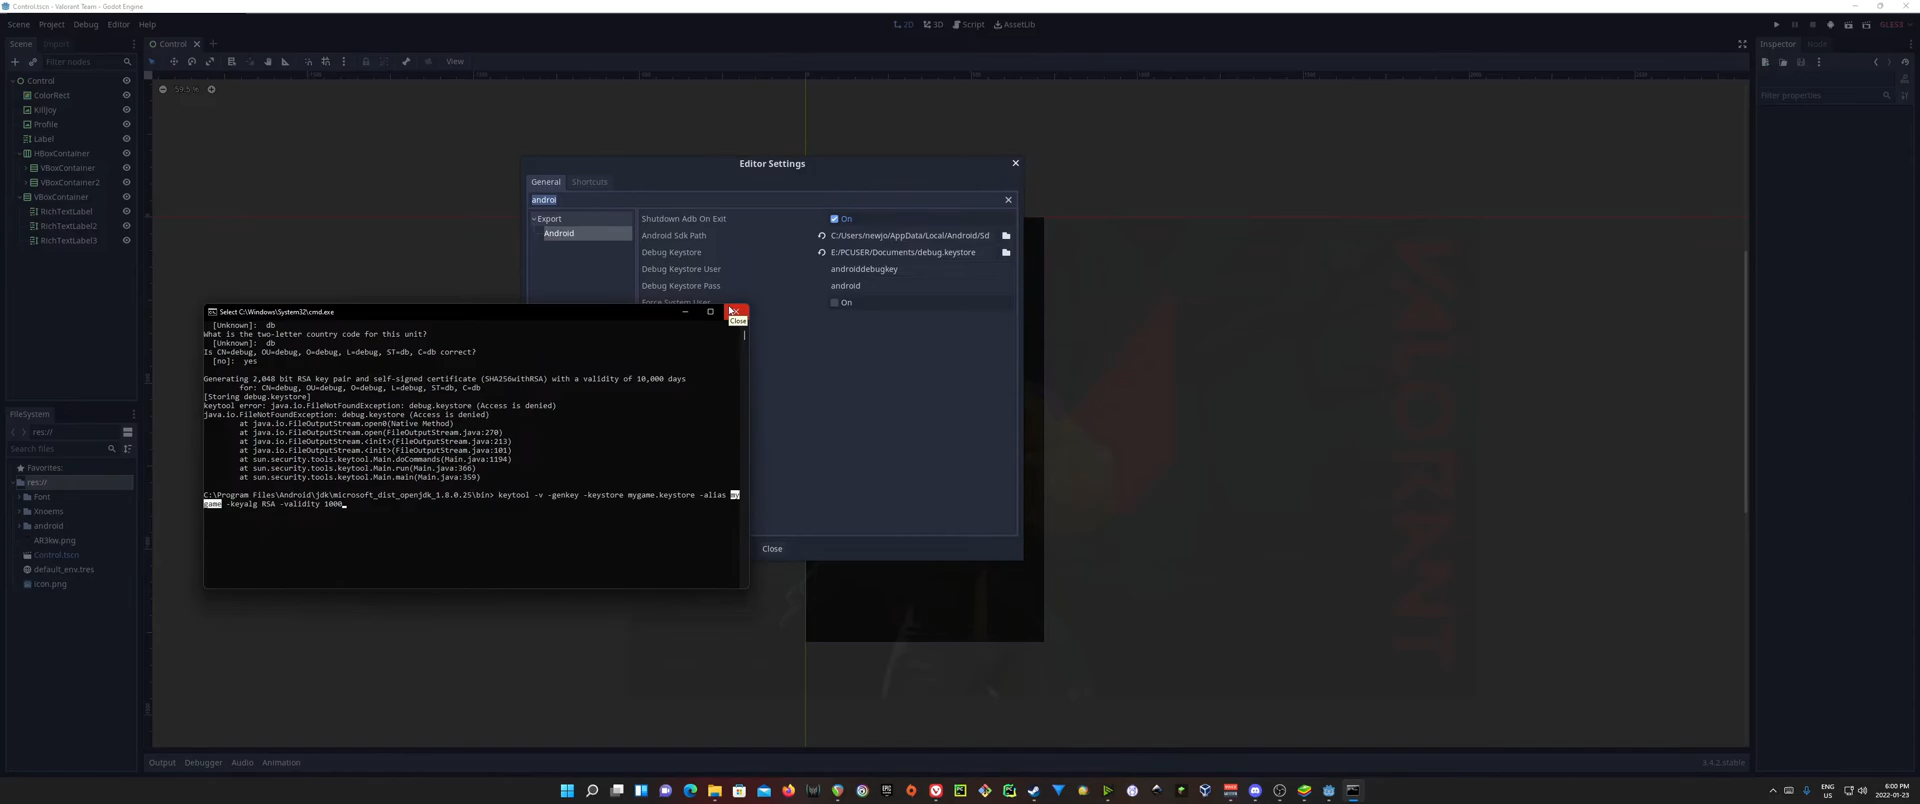 Control.tscn - Valorant Team - Godot Engine
Scene Project Debug Editor Help
2D 3D Script AssetLib
GLES3
Scene Import
Control
Inspector Node
Filter nodes
View
Control
ColorRect
KillJoy
Profile
Label
HBoxContainer
VBoxContainer
VBoxContainer2
VBoxContainer
RichTextLabel
RichTextLabel2
RichTextLabel3
59.5 %
Filter properties
Editor Settings
General Shortcuts
androi
Export
Android
Shutdown Adb On Exit On
Android Sdk Path C:/Users/newjo/AppData/Local/Android/Sd
Debug Keystore E:/PCUSER/Documents/debug.keystore
Debug Keystore User androiddebugkey
Debug Keystore Pass android
Force System User On
Close
Select C:\Windows\System32\cmd.exe
Close
[Unknown]: db
What is the two-letter country code for this unit?
[Unknown]: db
Is CN=debug, OU=debug, O=debug, L=debug, ST=db, C=db correct?
[no]: yes
Generating 2,048 bit RSA key pair and self-signed certificate (SHA256withRSA) with a validity of 10,000 days
for: CN=debug, OU=debug, O=debug, L=debug, ST=db, C=db
[Storing debug.keystore]
keytool error: java.io.FileNotFoundException: debug.keystore (Access is denied)
java.io.FileNotFoundException: debug.keystore (Access is denied)
at java.io.FileOutputStream.open0(Native Method)
at java.io.FileOutputStream.open(FileOutputStream.java:270)
at java.io.FileOutputStream.<init>(FileOutputStream.java:213)
at java.io.FileOutputStream.<init>(FileOutputStream.java:101)
at sun.security.tools.keytool.Main.doCommands(Main.java:1194)
at sun.security.tools.keytool.Main.run(Main.java:366)
at sun.security.tools.keytool.Main.main(Main.java:359)
C:\Program Files\Android\jdk\microsoft_dist_openjdk_1.8.0.25\bin> keytool -v -genkey -keystore mygame.keystore -alias my
game -keyalg RSA -validity 1000
VALORANT
FileSystem
res://
Search files
Favorites:
res://
Font
Xnoems
android
AR3kw.png
Control.tscn
default_env.tres
icon.png
Output Debugger Audio Animation
3.4.2.stable
ENG
US
6:00 PM
2022-01-23